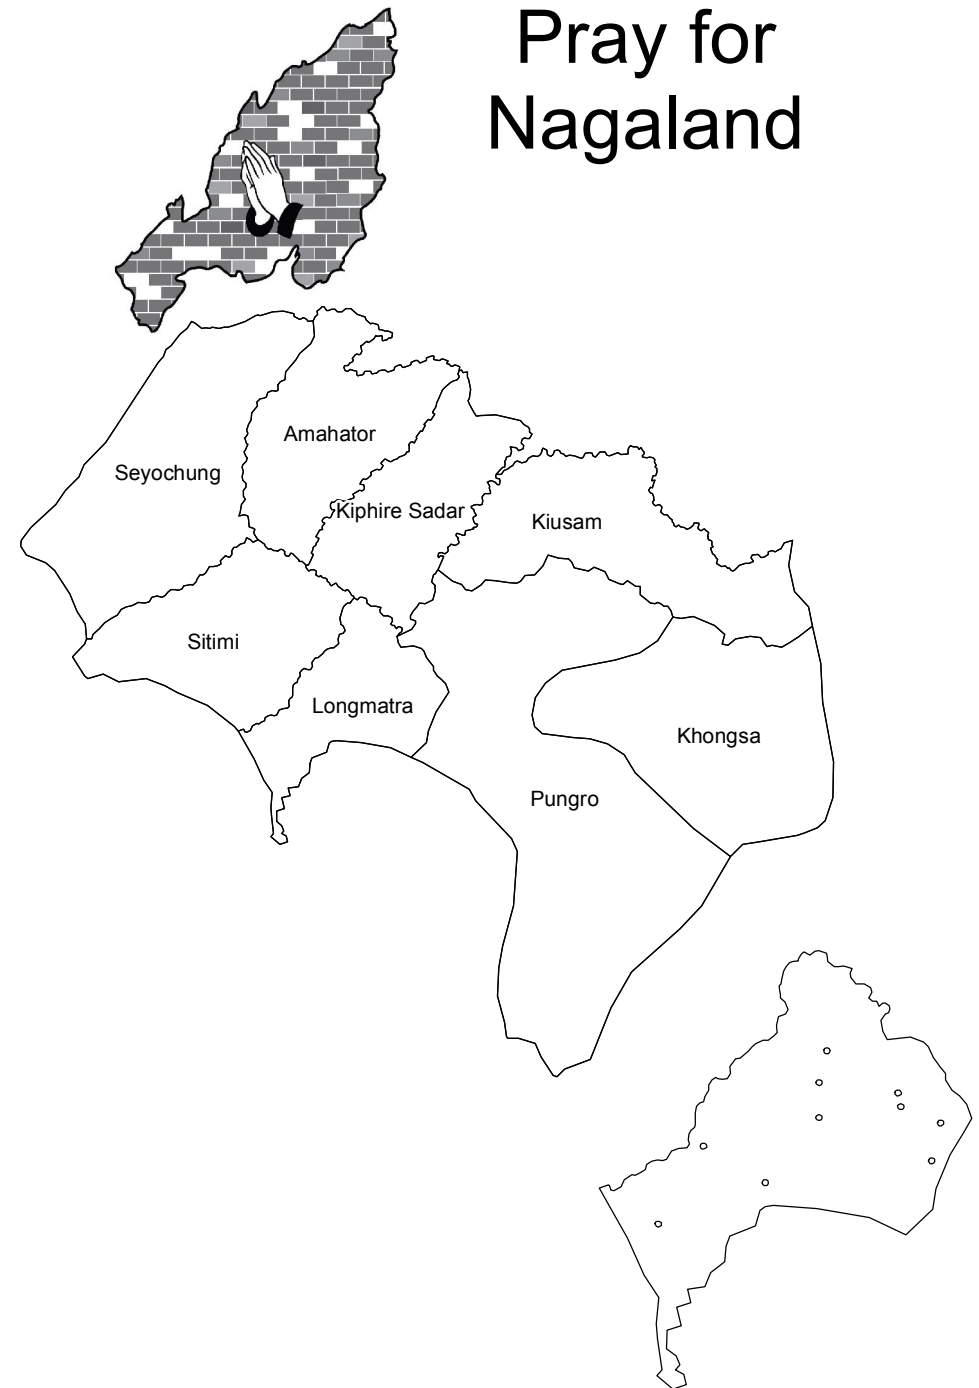 Pray for
Nagaland
Amahator
Seyochung
Kiphire Sadar
Kiusam
Sitimi
Longmatra
Khongsa
Pungro